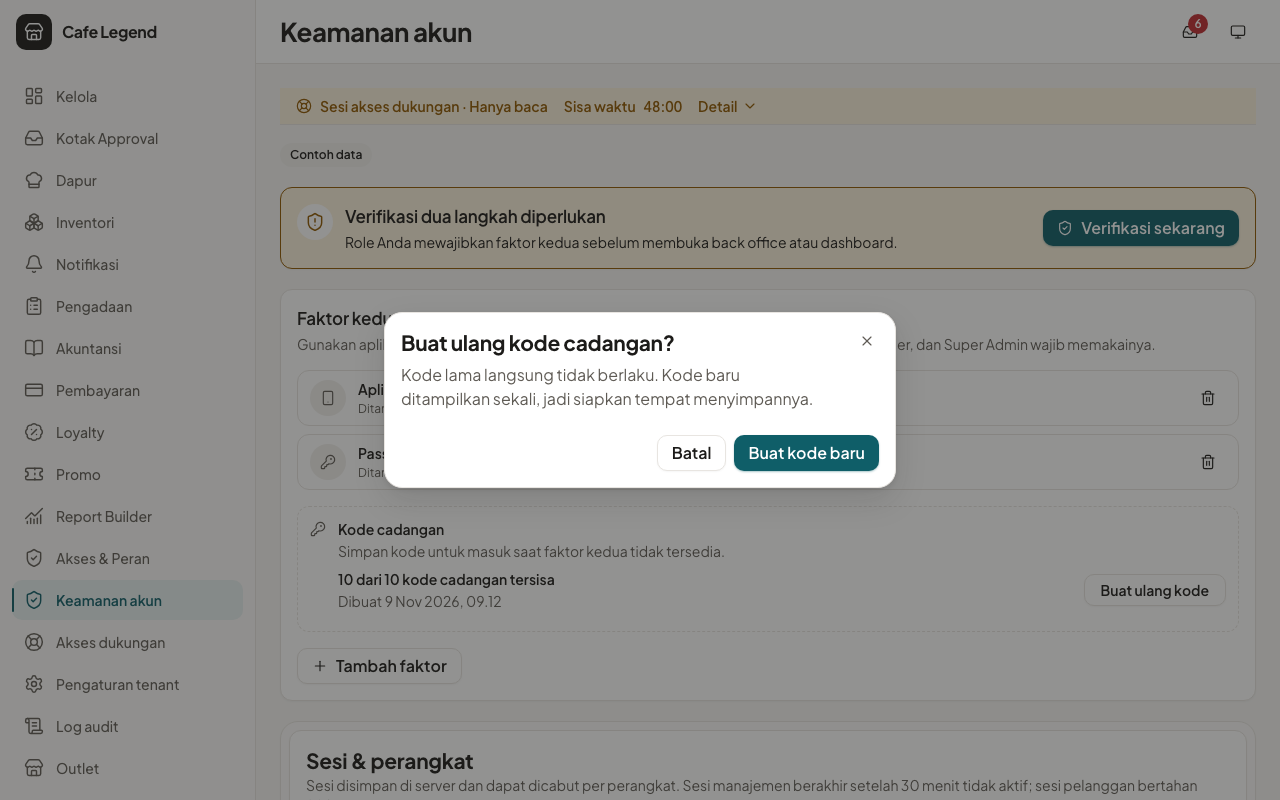 Cafe Legend
Kelola
Kotak Approval
Dapur
Inventori
Notifikasi
Pengadaan
Akuntansi
Pembayaran
Loyalty
Promo
Report Builder
Akses & Peran
Keamanan akun
Akses dukungan
Pengaturan tenant
Log audit
Outlet
Keamanan akun
6
Sesi akses dukungan · Hanya baca Sisa waktu 48:00 Detail
Contoh data
Verifikasi dua langkah diperlukan
Role Anda mewajibkan faktor kedua sebelum membuka back office atau dashboard.
Verifikasi sekarang
Faktor kedu
Gunakan apli er, dan Super Admin wajib memakainya.
Apli
Ditar
Pass
Ditar
Buat ulang kode cadangan?
Kode lama langsung tidak berlaku. Kode baru
ditampilkan sekali, jadi siapkan tempat menyimpannya.
Batal Buat kode baru
Kode cadangan
Simpan kode untuk masuk saat faktor kedua tidak tersedia.
10 dari 10 kode cadangan tersisa
Dibuat 9 Nov 2026, 09.12
Buat ulang kode
Tambah faktor
Sesi & perangkat
Sesi disimpan di server dan dapat dicabut per perangkat. Sesi manajemen berakhir setelah 30 menit tidak aktif; sesi pelanggan bertahan